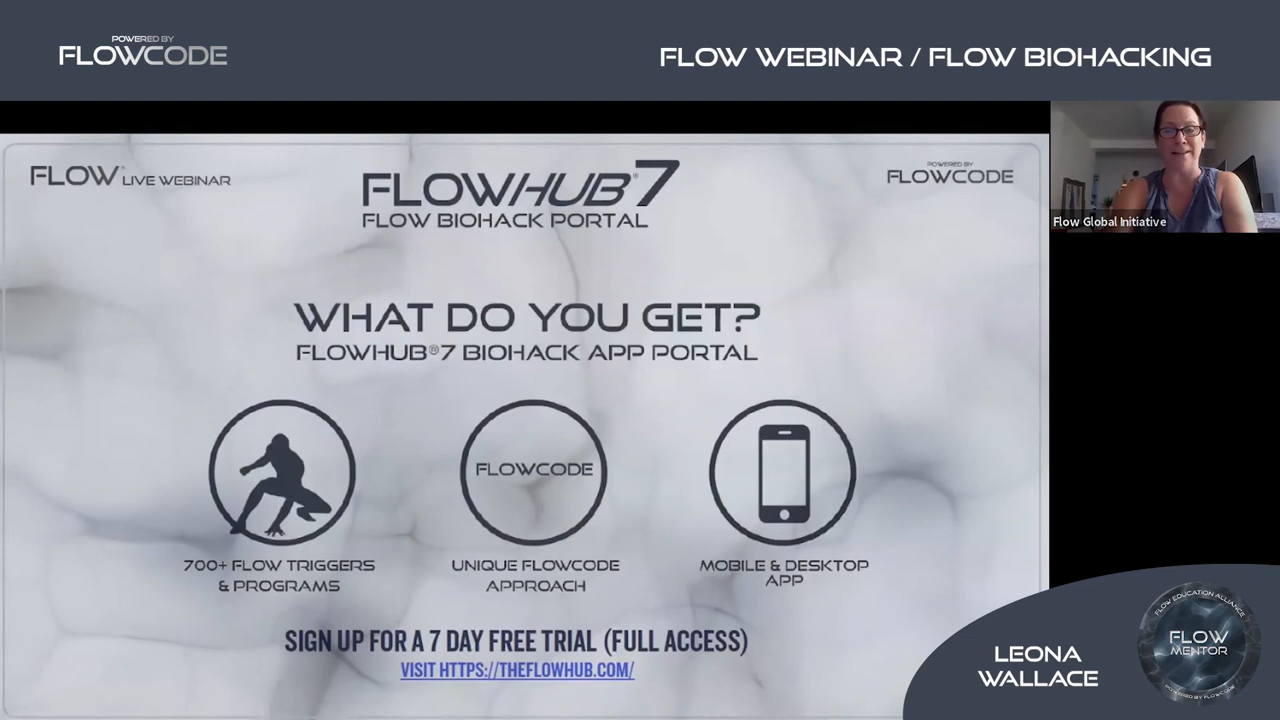 POWERED BY
FLOWCODE
FLOW WEBINAR / FLOW BIOHACKING
FLOW® LIVE WEBINAR
FLOWHUB®7
FLOW BIOHACK PORTAL
POWERED BY
FLOWCODE
Flow Global Initiative
WHAT DO YOU GET?
FLOWHUB®7 BIOHACK APP PORTAL
FLOWCODE
700+ FLOW TRIGGERS
& PROGRAMS
UNIQUE FLOWCODE
APPROACH
MOBILE & DESKTOP
APP
SIGN UP FOR A 7 DAY FREE TRIAL (FULL ACCESS)
VISIT HTTPS://THEFLOWHUB.COM/
LEONA
WALLACE
FLOW EDUCATION ALLIANCE
FLOW
MENTOR
POWERED BY FLOWCODE